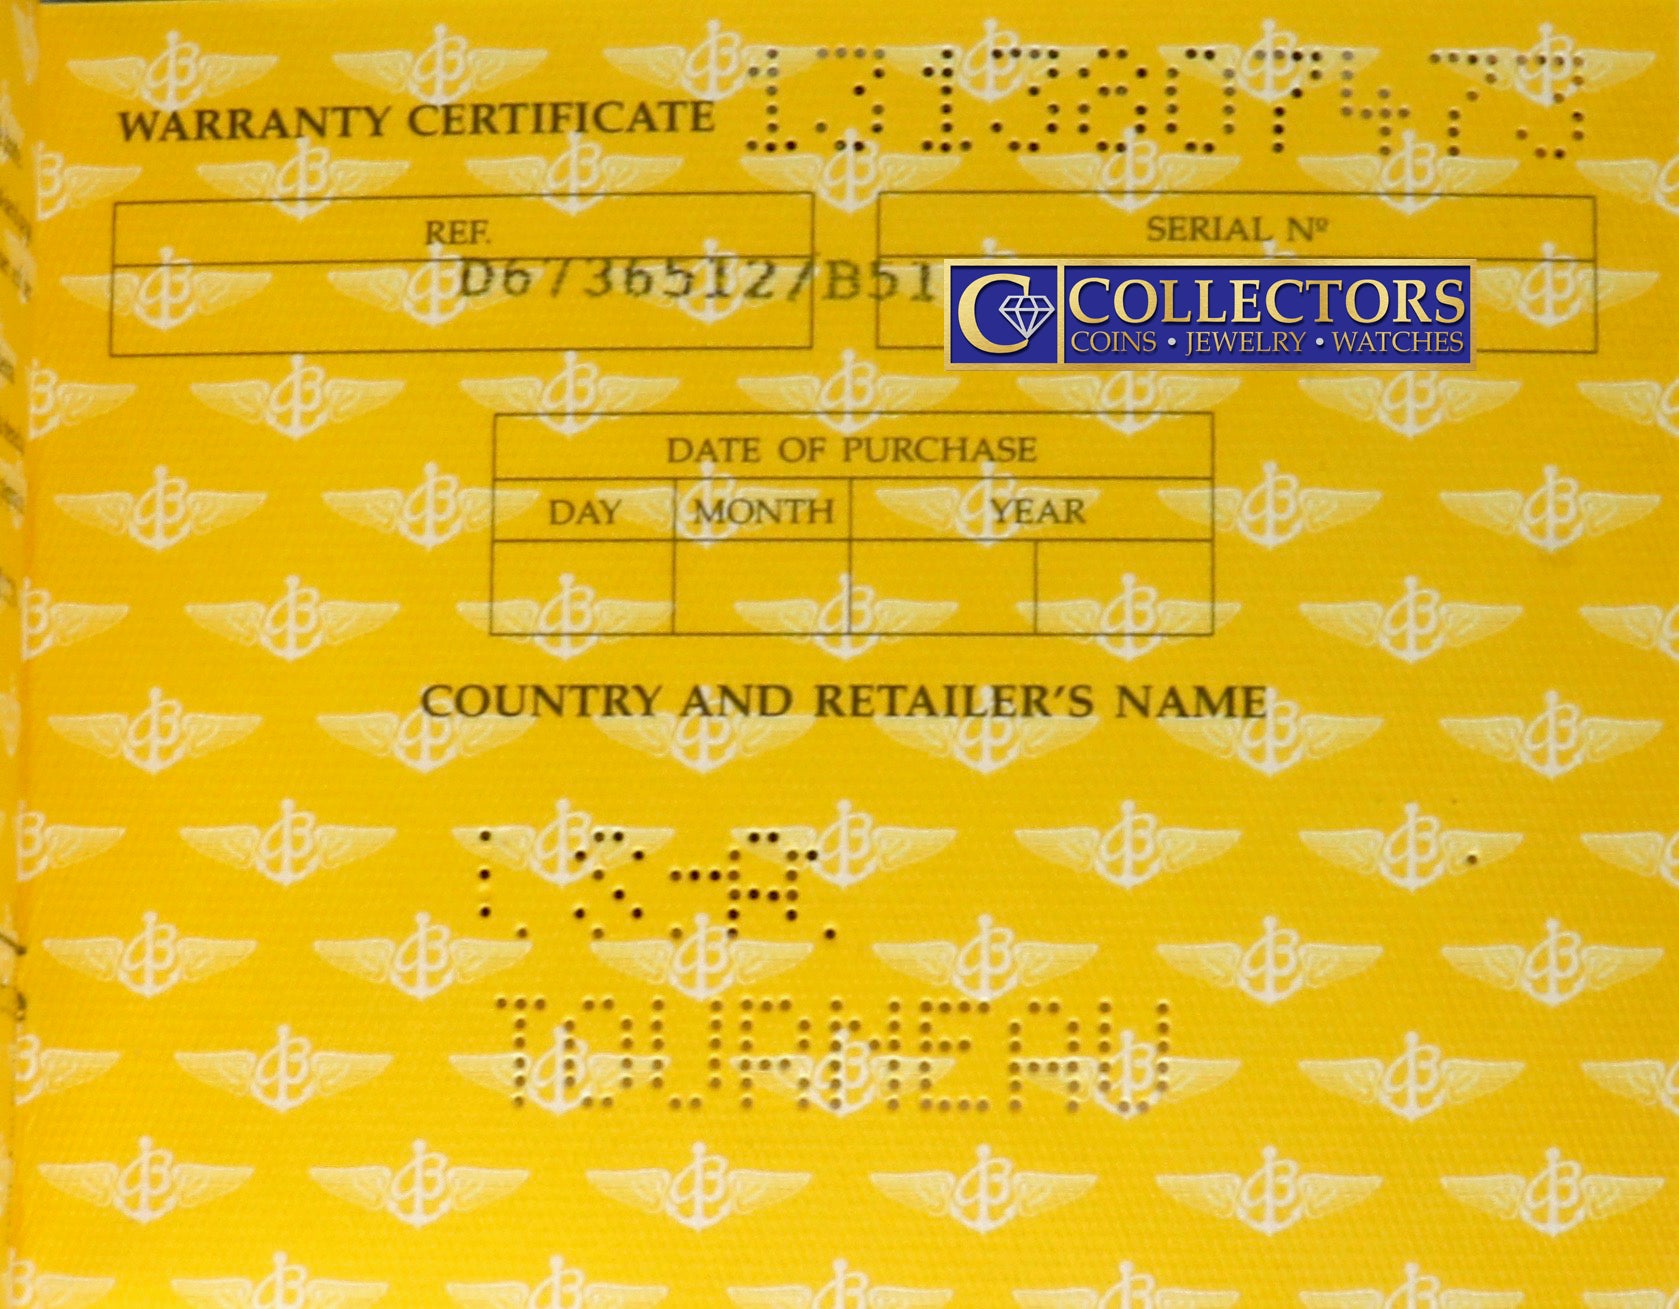 WARRANTY CERTIFICATE
REF.
D6736512/B51
SERIAL Nº
COLLECTORS
COINS • JEWELRY • WATCHES
DATE OF PURCHASE
DAY MONTH YEAR
COUNTRY AND RETAILER'S NAME
TOURNEAU